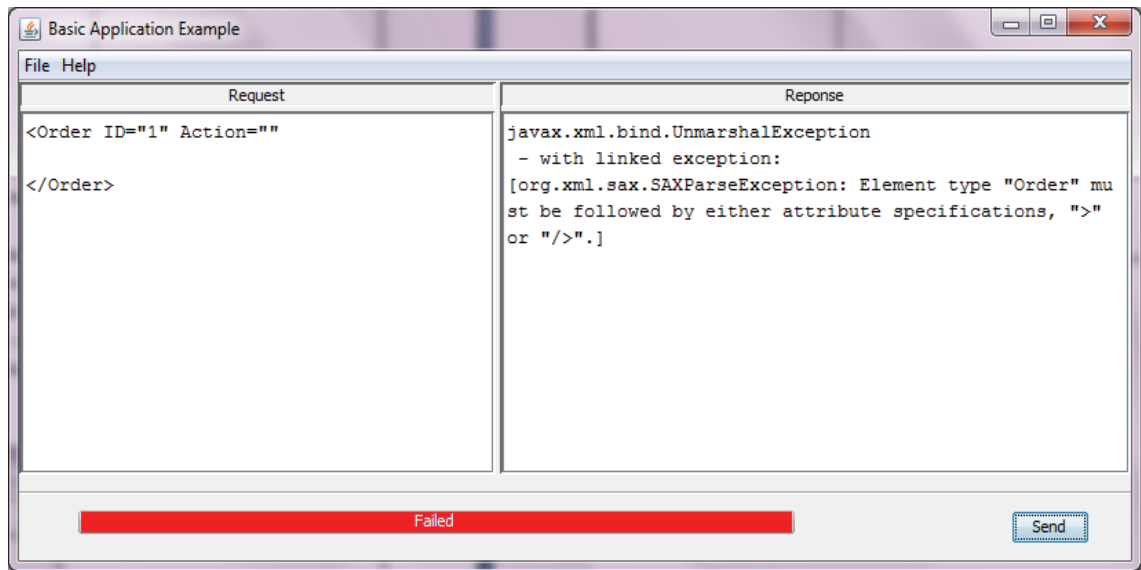 Basic Application Example
File Help
Request
Reponse
<Order ID="1" Action=""
</Order>
javax.xml.bind.UnmarshalException
- with linked exception:
[org.xml.sax.SAXParseException: Element type "Order" mu
st be followed by either attribute specifications, ">"
or "/>".]
Failed
Send